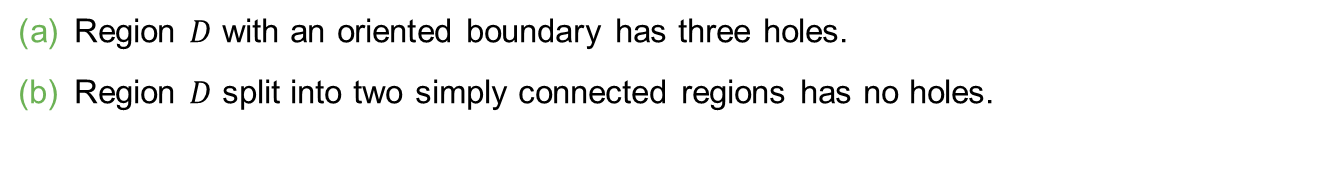 (a) Region D with an oriented boundary has three holes.
(b) Region D split into two simply connected regions has no holes.